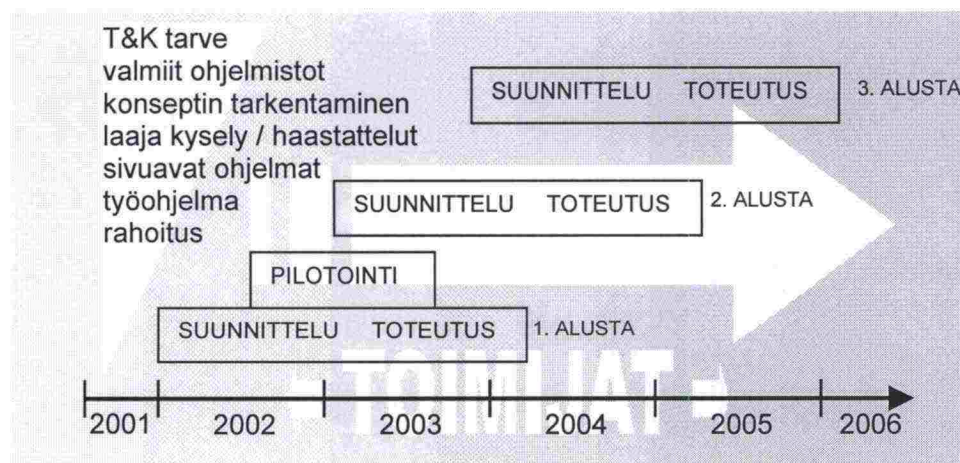 T&K tarve
valmiit ohjelmistot
konseptin tarkentaminen
laaja kysely / haastattelut
sivuavat ohjelmat
työohjelma
rahoitus
SUUNNITTELU TOTEUTUS 3. ALUSTA
SUUNNITTELU TOTEUTUS 2. ALUSTA
PILOTOINTI
SUUNNITTELU TOTEUTUS 1. ALUSTA
TOIMIJAT
2001 2002 2003 2004 2005 2006